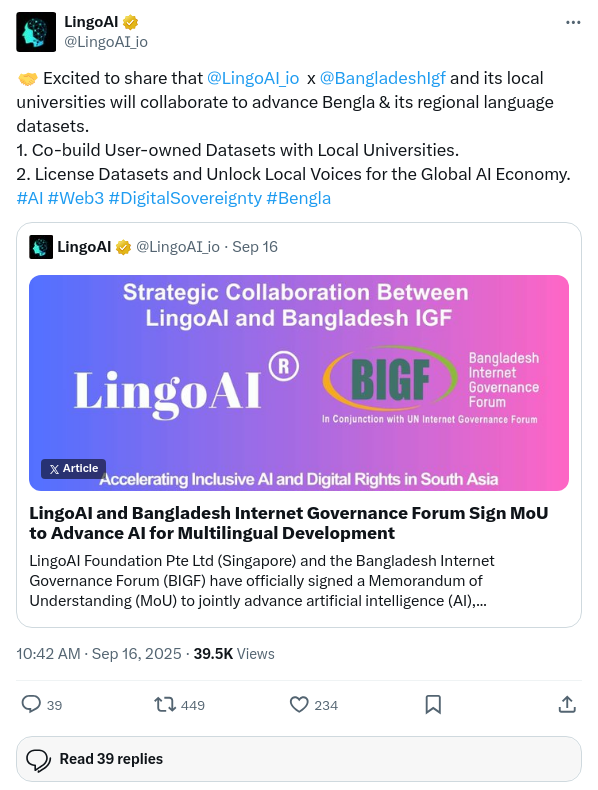 LingoAI
@LingoAI_io
🤝 Excited to share that @LingoAI_io x @BangladeshIgf and its local
universities will collaborate to advance Bengla & its regional language
datasets.
1. Co-build User-owned Datasets with Local Universities.
2. License Datasets and Unlock Local Voices for the Global AI Economy.
#AI #Web3 #DigitalSovereignty #Bengla
LingoAI @LingoAI_io · Sep 16
Strategic Collaboration Between
LingoAI and Bangladesh IGF
LingoAI®
BIGF
Bangladesh
Internet
Governance
Forum
In Conjunction with UN Internet Governance Forum
Article
Accelerating Inclusive AI and Digital Rights in South Asia
LingoAI and Bangladesh Internet Governance Forum Sign MoU
to Advance AI for Multilingual Development
LingoAI Foundation Pte Ltd (Singapore) and the Bangladesh Internet
Governance Forum (BIGF) have officially signed a Memorandum of
Understanding (MoU) to jointly advance artificial intelligence (AI),...
10:42 AM · Sep 16, 2025 · 39.5K Views
39 449 234
Read 39 replies